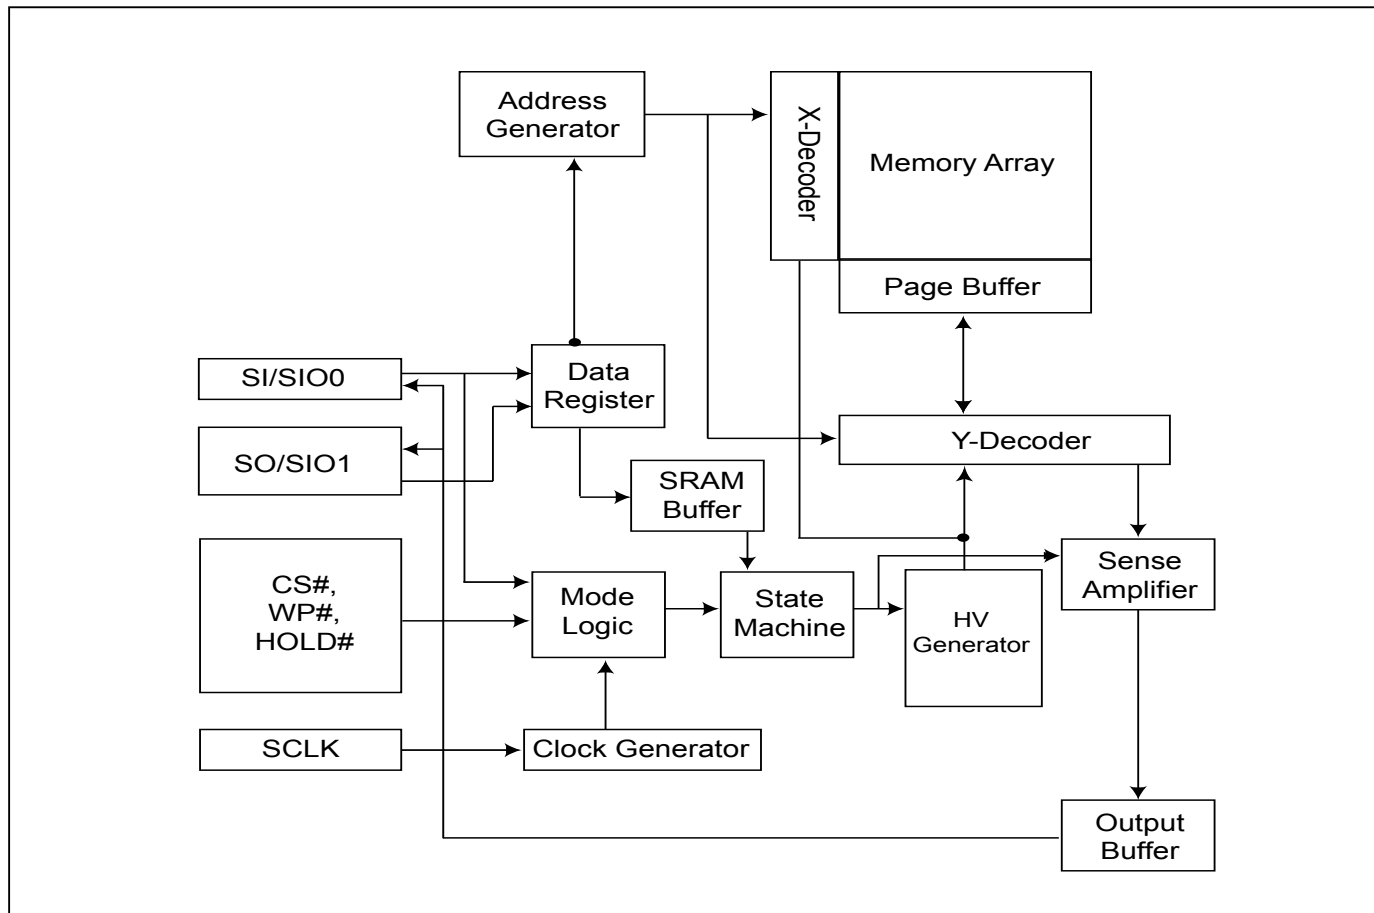 Address
Generator
X-Decoder
Memory Array
Page Buffer
SI/SIO0
Data
Register
SO/SIO1
Y-Decoder
SRAM
Buffer
CS#,
WP#,
HOLD#
Mode
Logic
State
Machine
HV
Generator
Sense
Amplifier
SCLK
Clock Generator
Output
Buffer